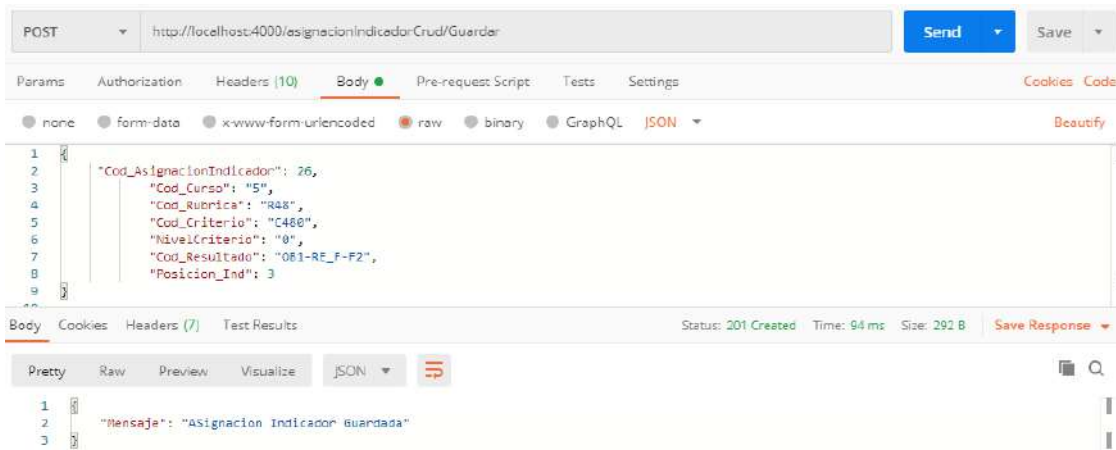 POST http://localhost:4000/asignacionIndicadorCrud/Guardar Send Save
Params Authorization Headers (10) Body Pre-request Script Tests Settings Cookies Code
none form-data x-www-form-urlencoded raw binary GraphQL JSON Beautify
1 {
2 "Cod_AsignacionIndicador": 26,
3 "Cod_Curso": "5",
4 "Cod_Rubrica": "R48",
5 "Cod_Criterio": "C480",
6 "NivelCriterio": "0",
7 "Cod_Resultado": "OB1-RE_F-F2",
8 "Posicion_Ind": 3
9 }
Body Cookies Headers (7) Test Results Status: 201 Created Time: 94 ms Size: 292 B Save Response
Pretty Raw Preview Visualize JSON
1 {
2 "Mensaje": "ASignacion Indicador Guardada"
3 }